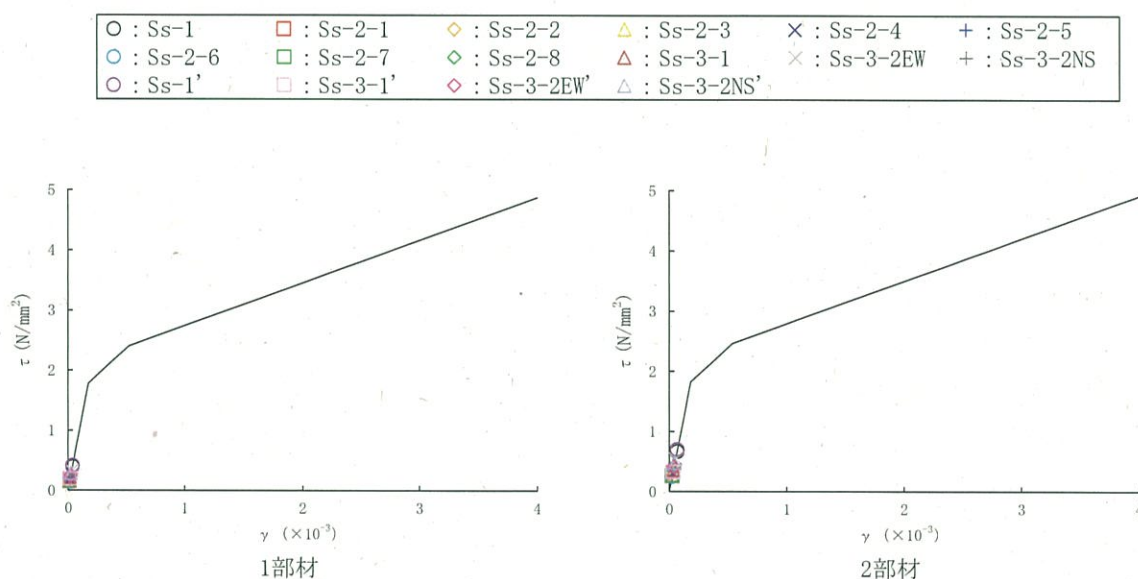 ○ : Ss-1 □ : Ss-2-1 ◇ : Ss-2-2 △ : Ss-2-3 × : Ss-2-4 + : Ss-2-5
○ : Ss-2-6 □ : Ss-2-7 ◇ : Ss-2-8 △ : Ss-3-1 × : Ss-3-2EW + : Ss-3-2NS
○ : Ss-1' □ : Ss-3-1' ◇ : Ss-3-2EW' △ : Ss-3-2NS'
5
4
3
2
1
0
τ (N/mm²)
0 1 2 3 4
γ (×10⁻³)
1部材
5
4
3
2
1
0
τ (N/mm²)
0 1 2 3 4
γ (×10⁻³)
2部材